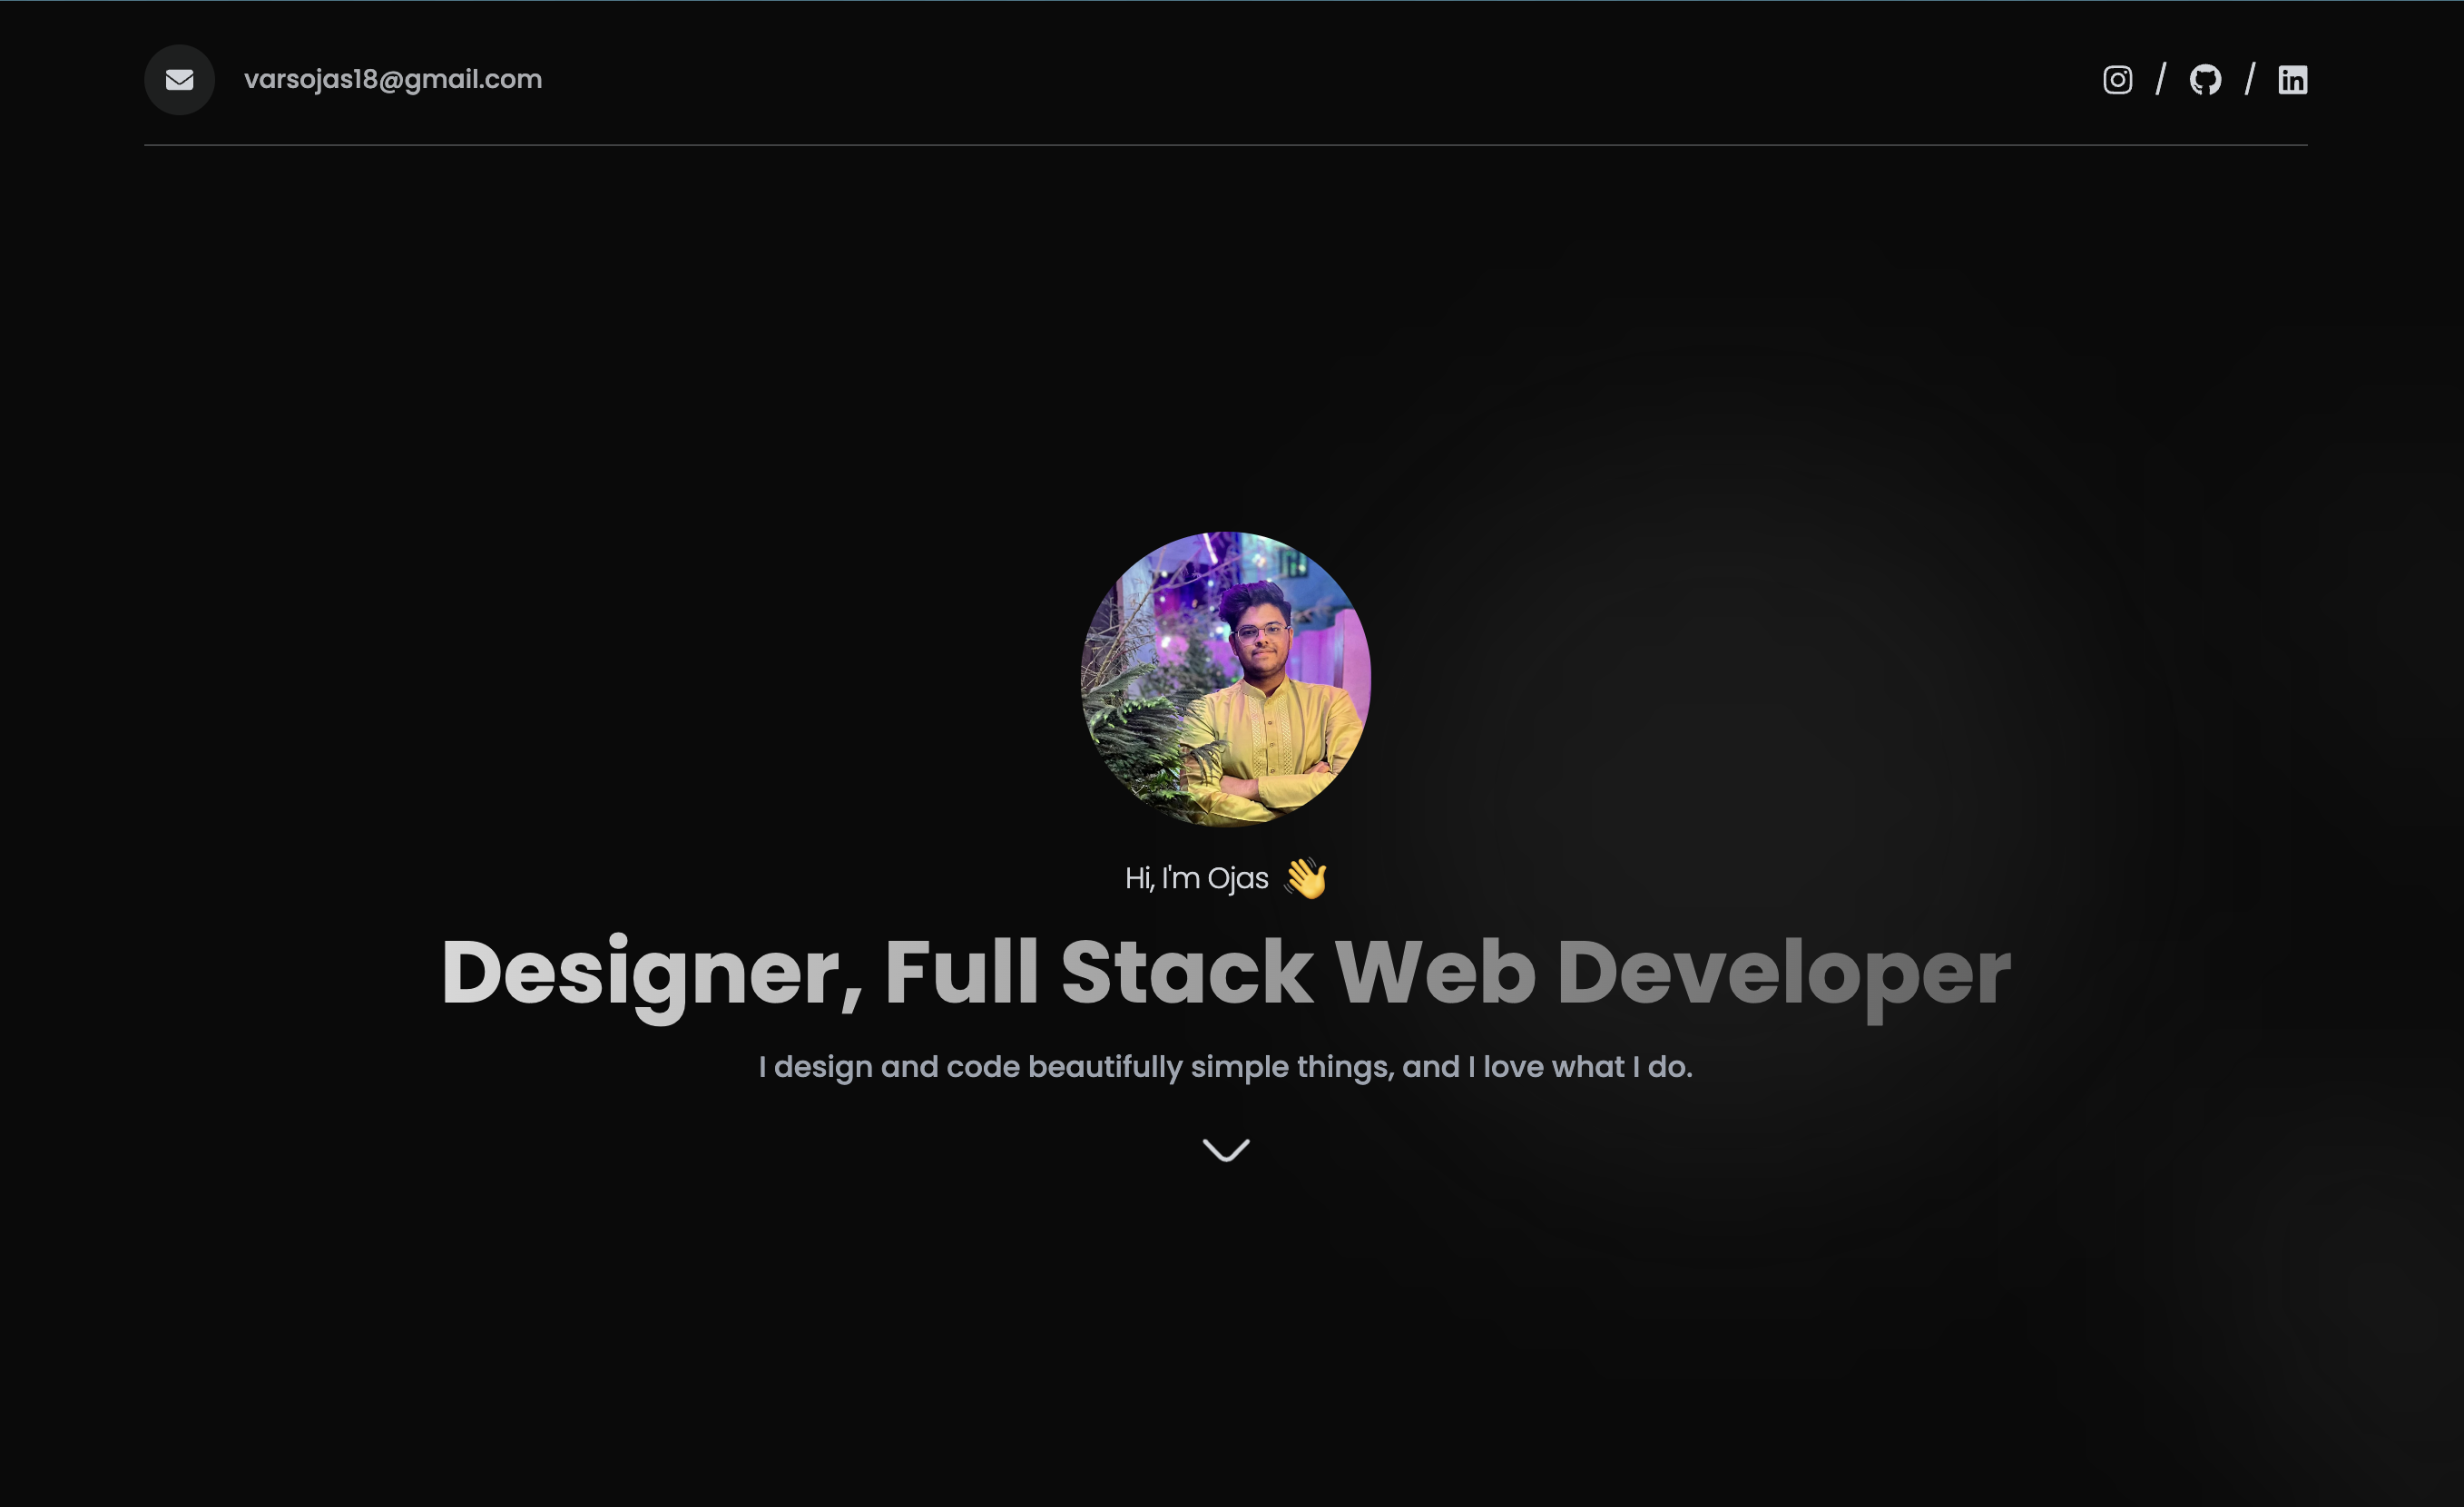 varsojas18@gmail.com
/ /
Hi, I'm Ojas 👋
Designer, Full Stack Web Developer
I design and code beautifully simple things, and I love what I do.